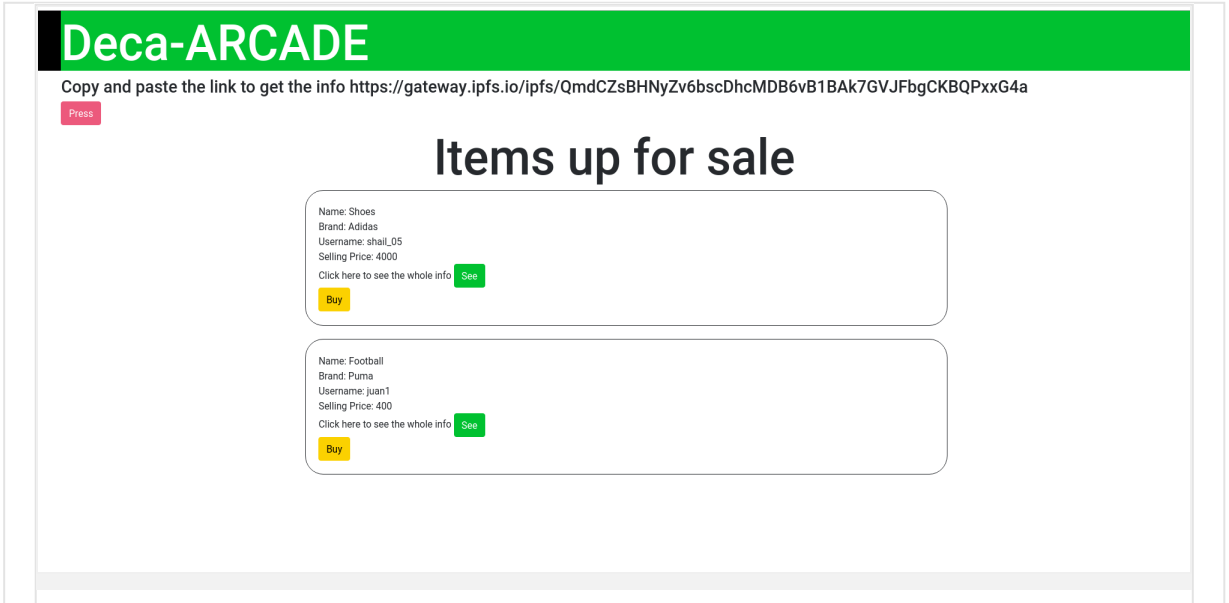 Deca-ARCADE
Copy and paste the link to get the info https://gateway.ipfs.io/ipfs/QmdCZsBHNyZv6bscDhcMDB6vB1BAk7GVJFbgCKBQPxxG4a
Press
Items up for sale
Name: Shoes
Brand: Adidas
Username: shail_05
Selling Price: 4000
Click here to see the whole info See
Buy
Name: Football
Brand: Puma
Username: juan1
Selling Price: 400
Click here to see the whole info See
Buy